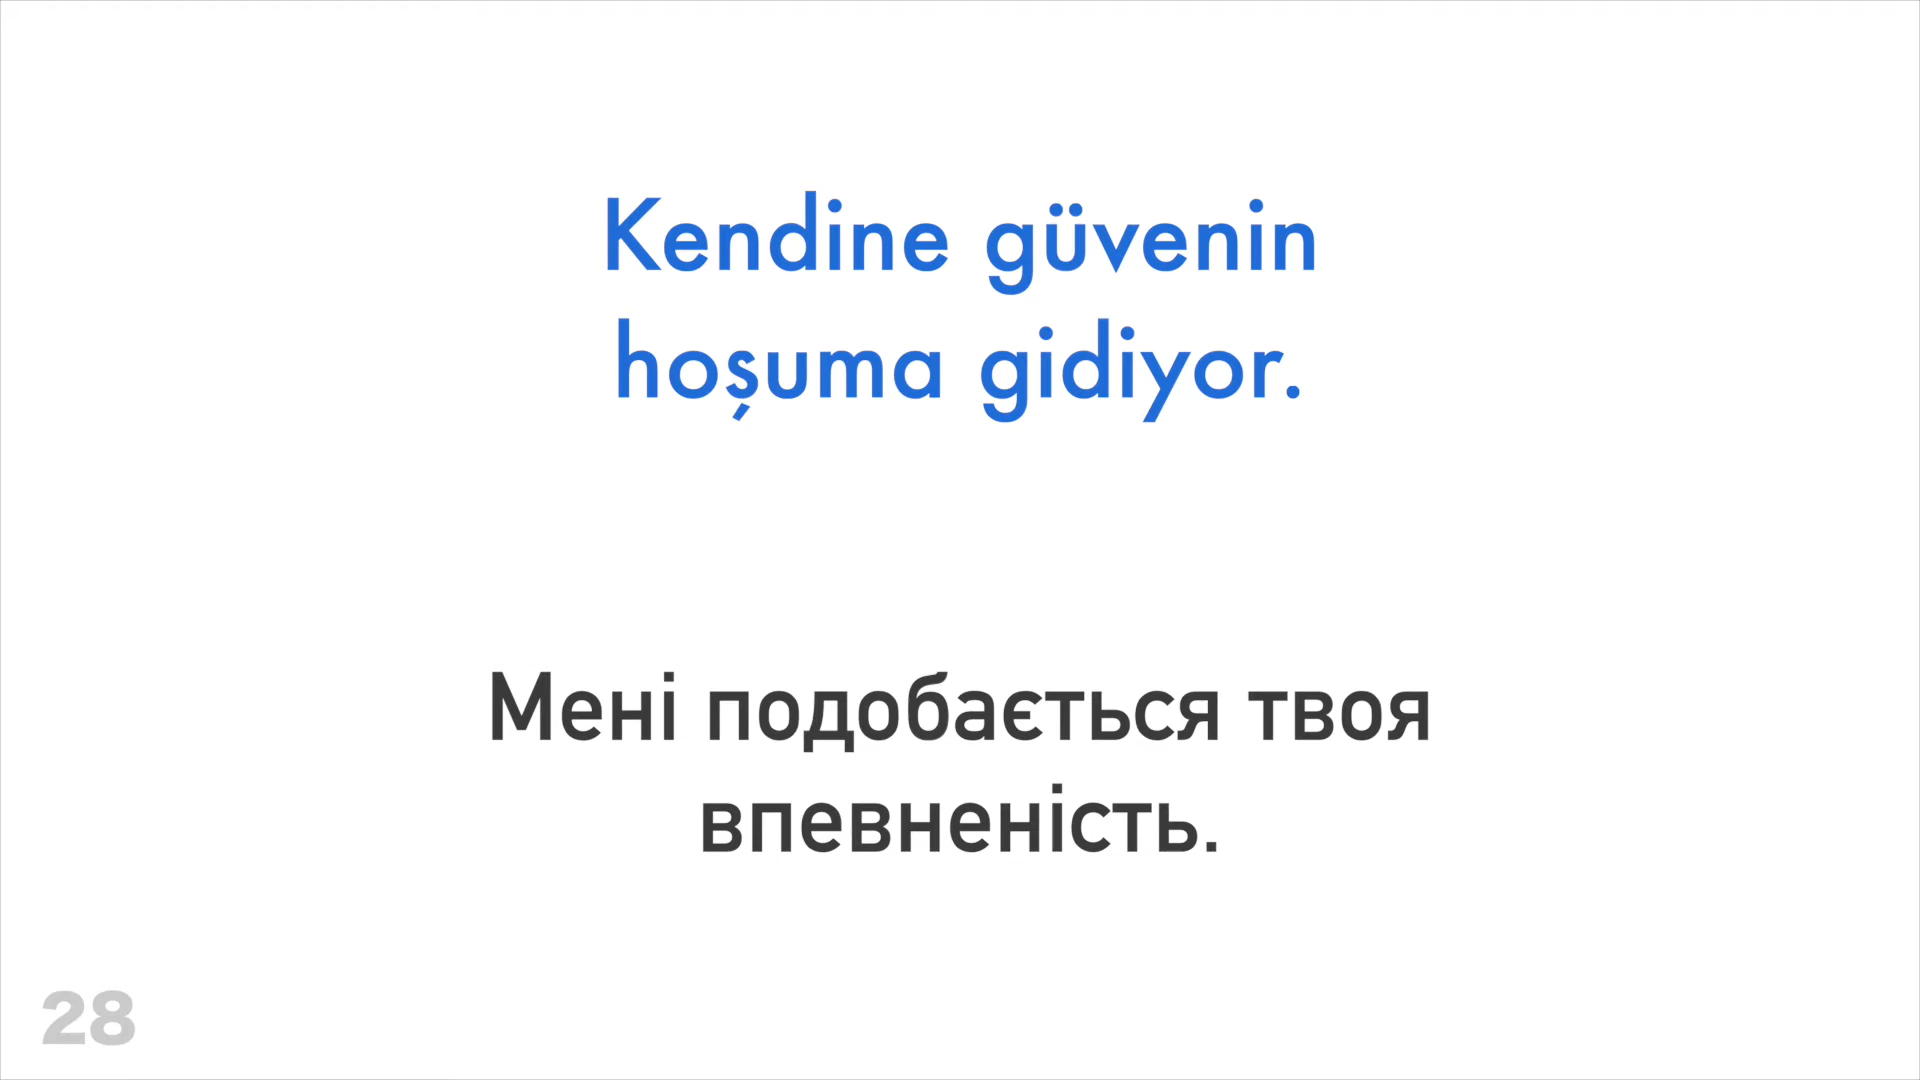 Kendine güvenin
hoşuma gidiyor.
Мені подобається твоя
впевненість.
28